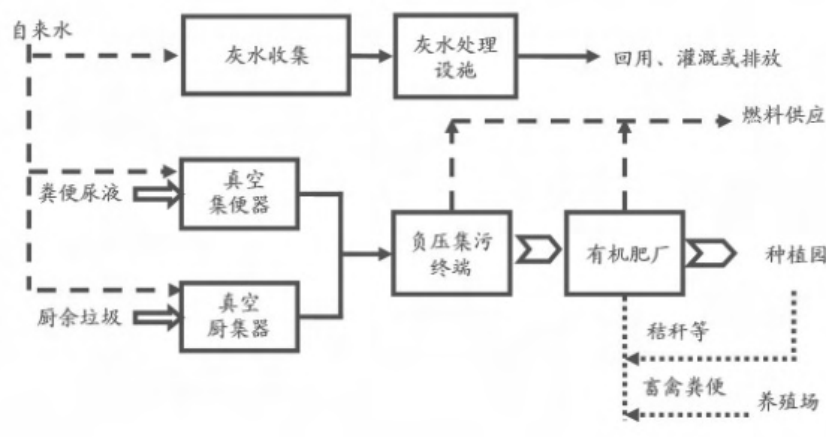 自来水
灰水收集
灰水处理
设施
回用、灌溉或排放
燃料供应
粪便尿液
真空
集便器
负压集污
终端
有机肥厂
种植园
厨余垃圾
真空
厨集器
秸秆等
畜禽粪便
养殖场